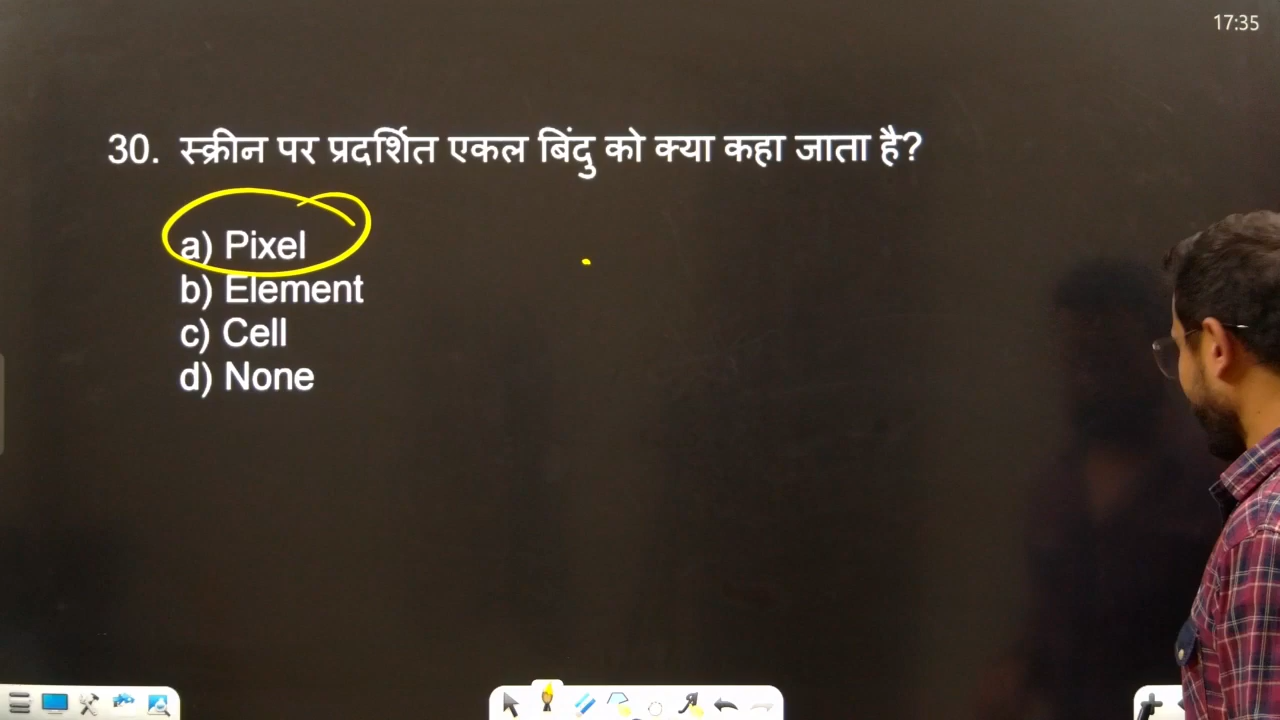 17:35
30. स्क्रीन पर प्रदर्शित एकल बिंदु को क्या कहा जाता है?
a) Pixel
b) Element
c) Cell
d) None